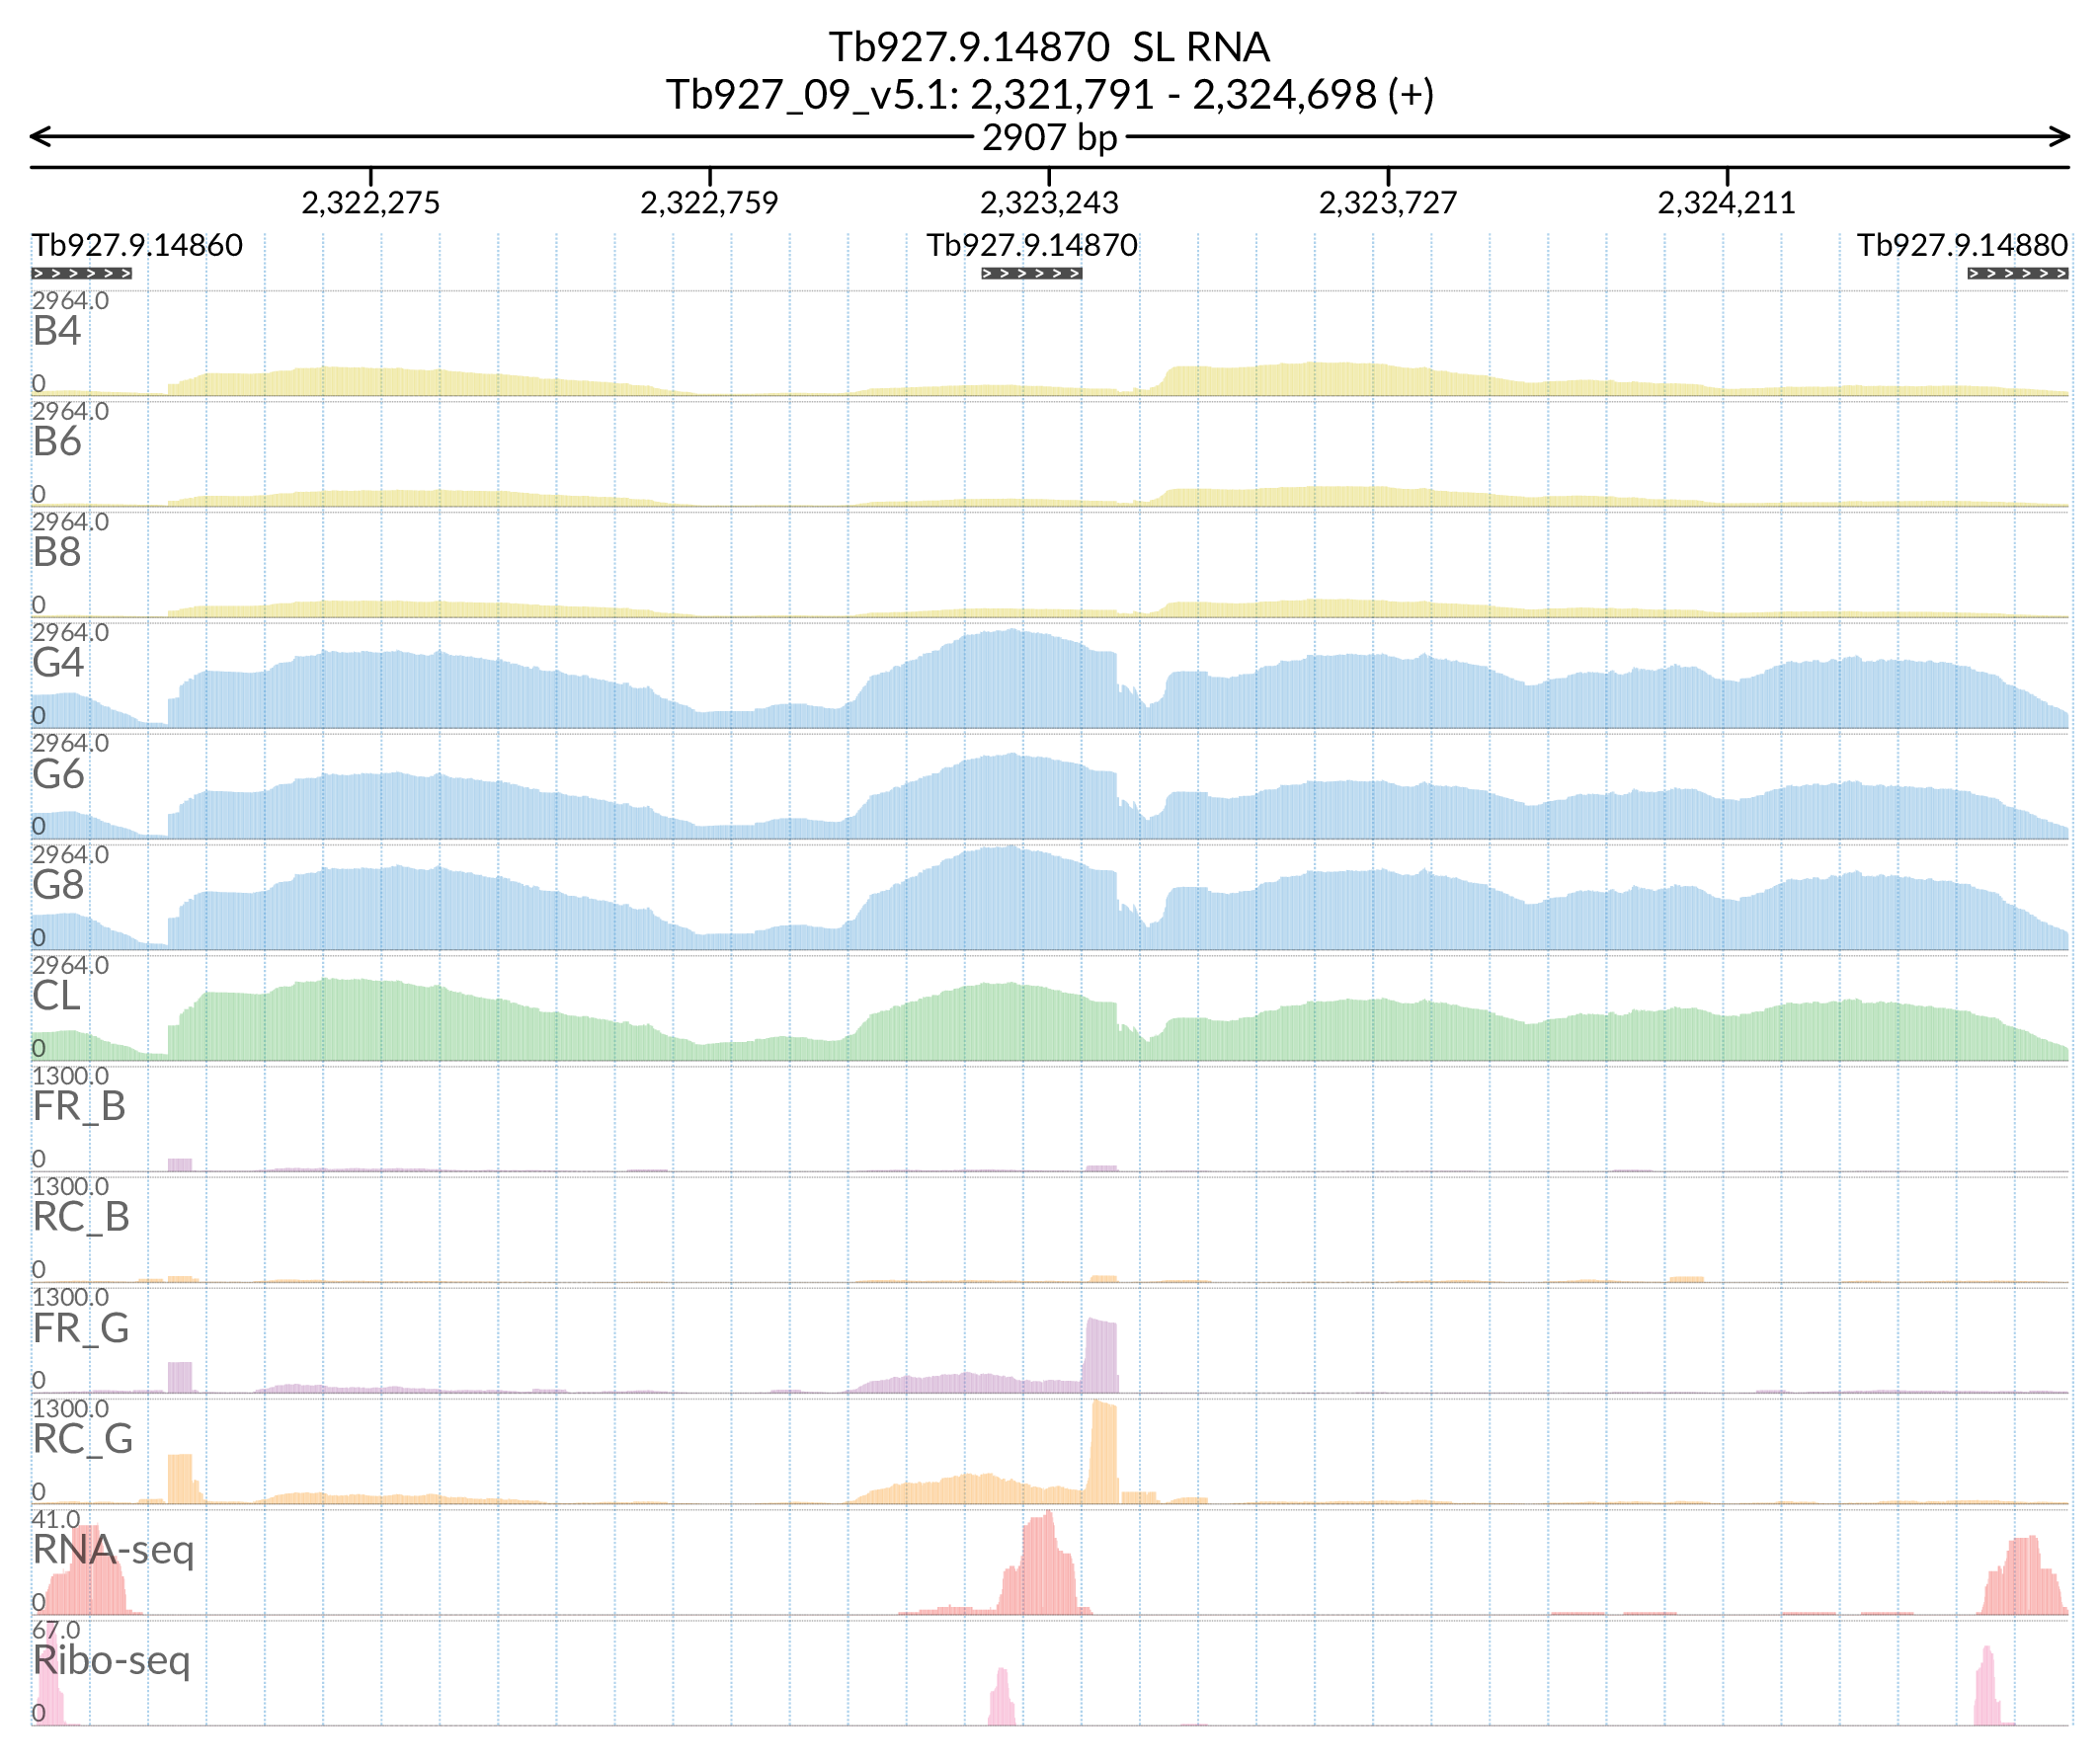 Tb927.9.14870  SL RNA
Tb927_09_v5.1: 2,321,791 - 2,324,698 (+)
2907 bp
2,322,275 2,322,759 2,323,243 2,323,727 2,324,211
Tb927.9.14860 Tb927.9.14870 Tb927.9.14880
2964.0
B4
0
2964.0
B6
0
2964.0
B8
0
2964.0
G4
0
2964.0
G6
0
2964.0
G8
0
2964.0
CL
0
1300.0
FR_B
0
1300.0
RC_B
0
1300.0
FR_G
0
1300.0
RC_G
0
41.0
RNA-seq
0
67.0
Ribo-seq
0